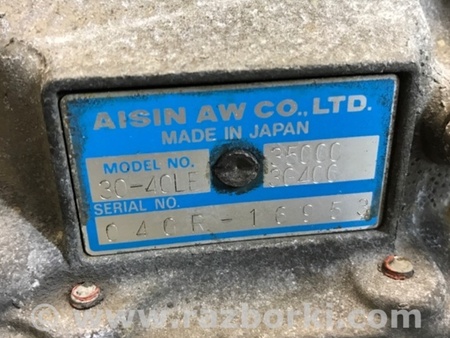 AISIN AW CO., LTD.
MADE IN JAPAN
MODEL NO. 35000
30-40LE 3C400
SERIAL NO.
04CR-16953
© www.razborki.com